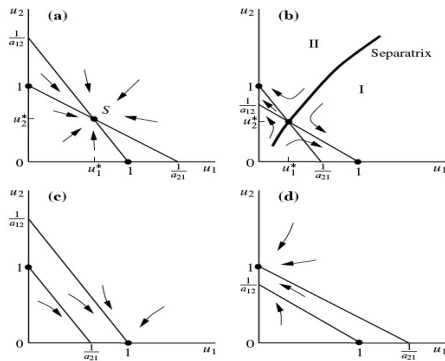 u₂ (a)
1/a₁₂
1
S
u₂*
0 u₁* 1 1/a₂₁ u₁
u₂ (b)
II
Separatrix
I
1
1/a₁₂
u₂*
0 u₁* 1/a₂₁ 1 u₁
u₂ (c)
1/a₁₂
1
0 1/a₂₁ 1 u₁
u₂ (d)
1
1/a₁₂
0 1 1/a₂₁ u₁